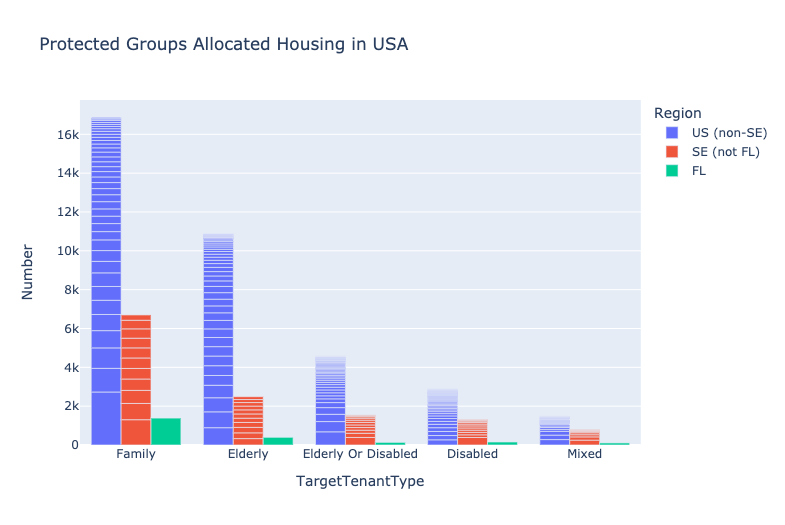 Protected Groups Allocated Housing in USA
Region
US (non-SE)
SE (not FL)
FL
Number
16k
14k
12k
10k
8k
6k
4k
2k
0
Family
Elderly
Elderly Or Disabled
Disabled
Mixed
TargetTenantType